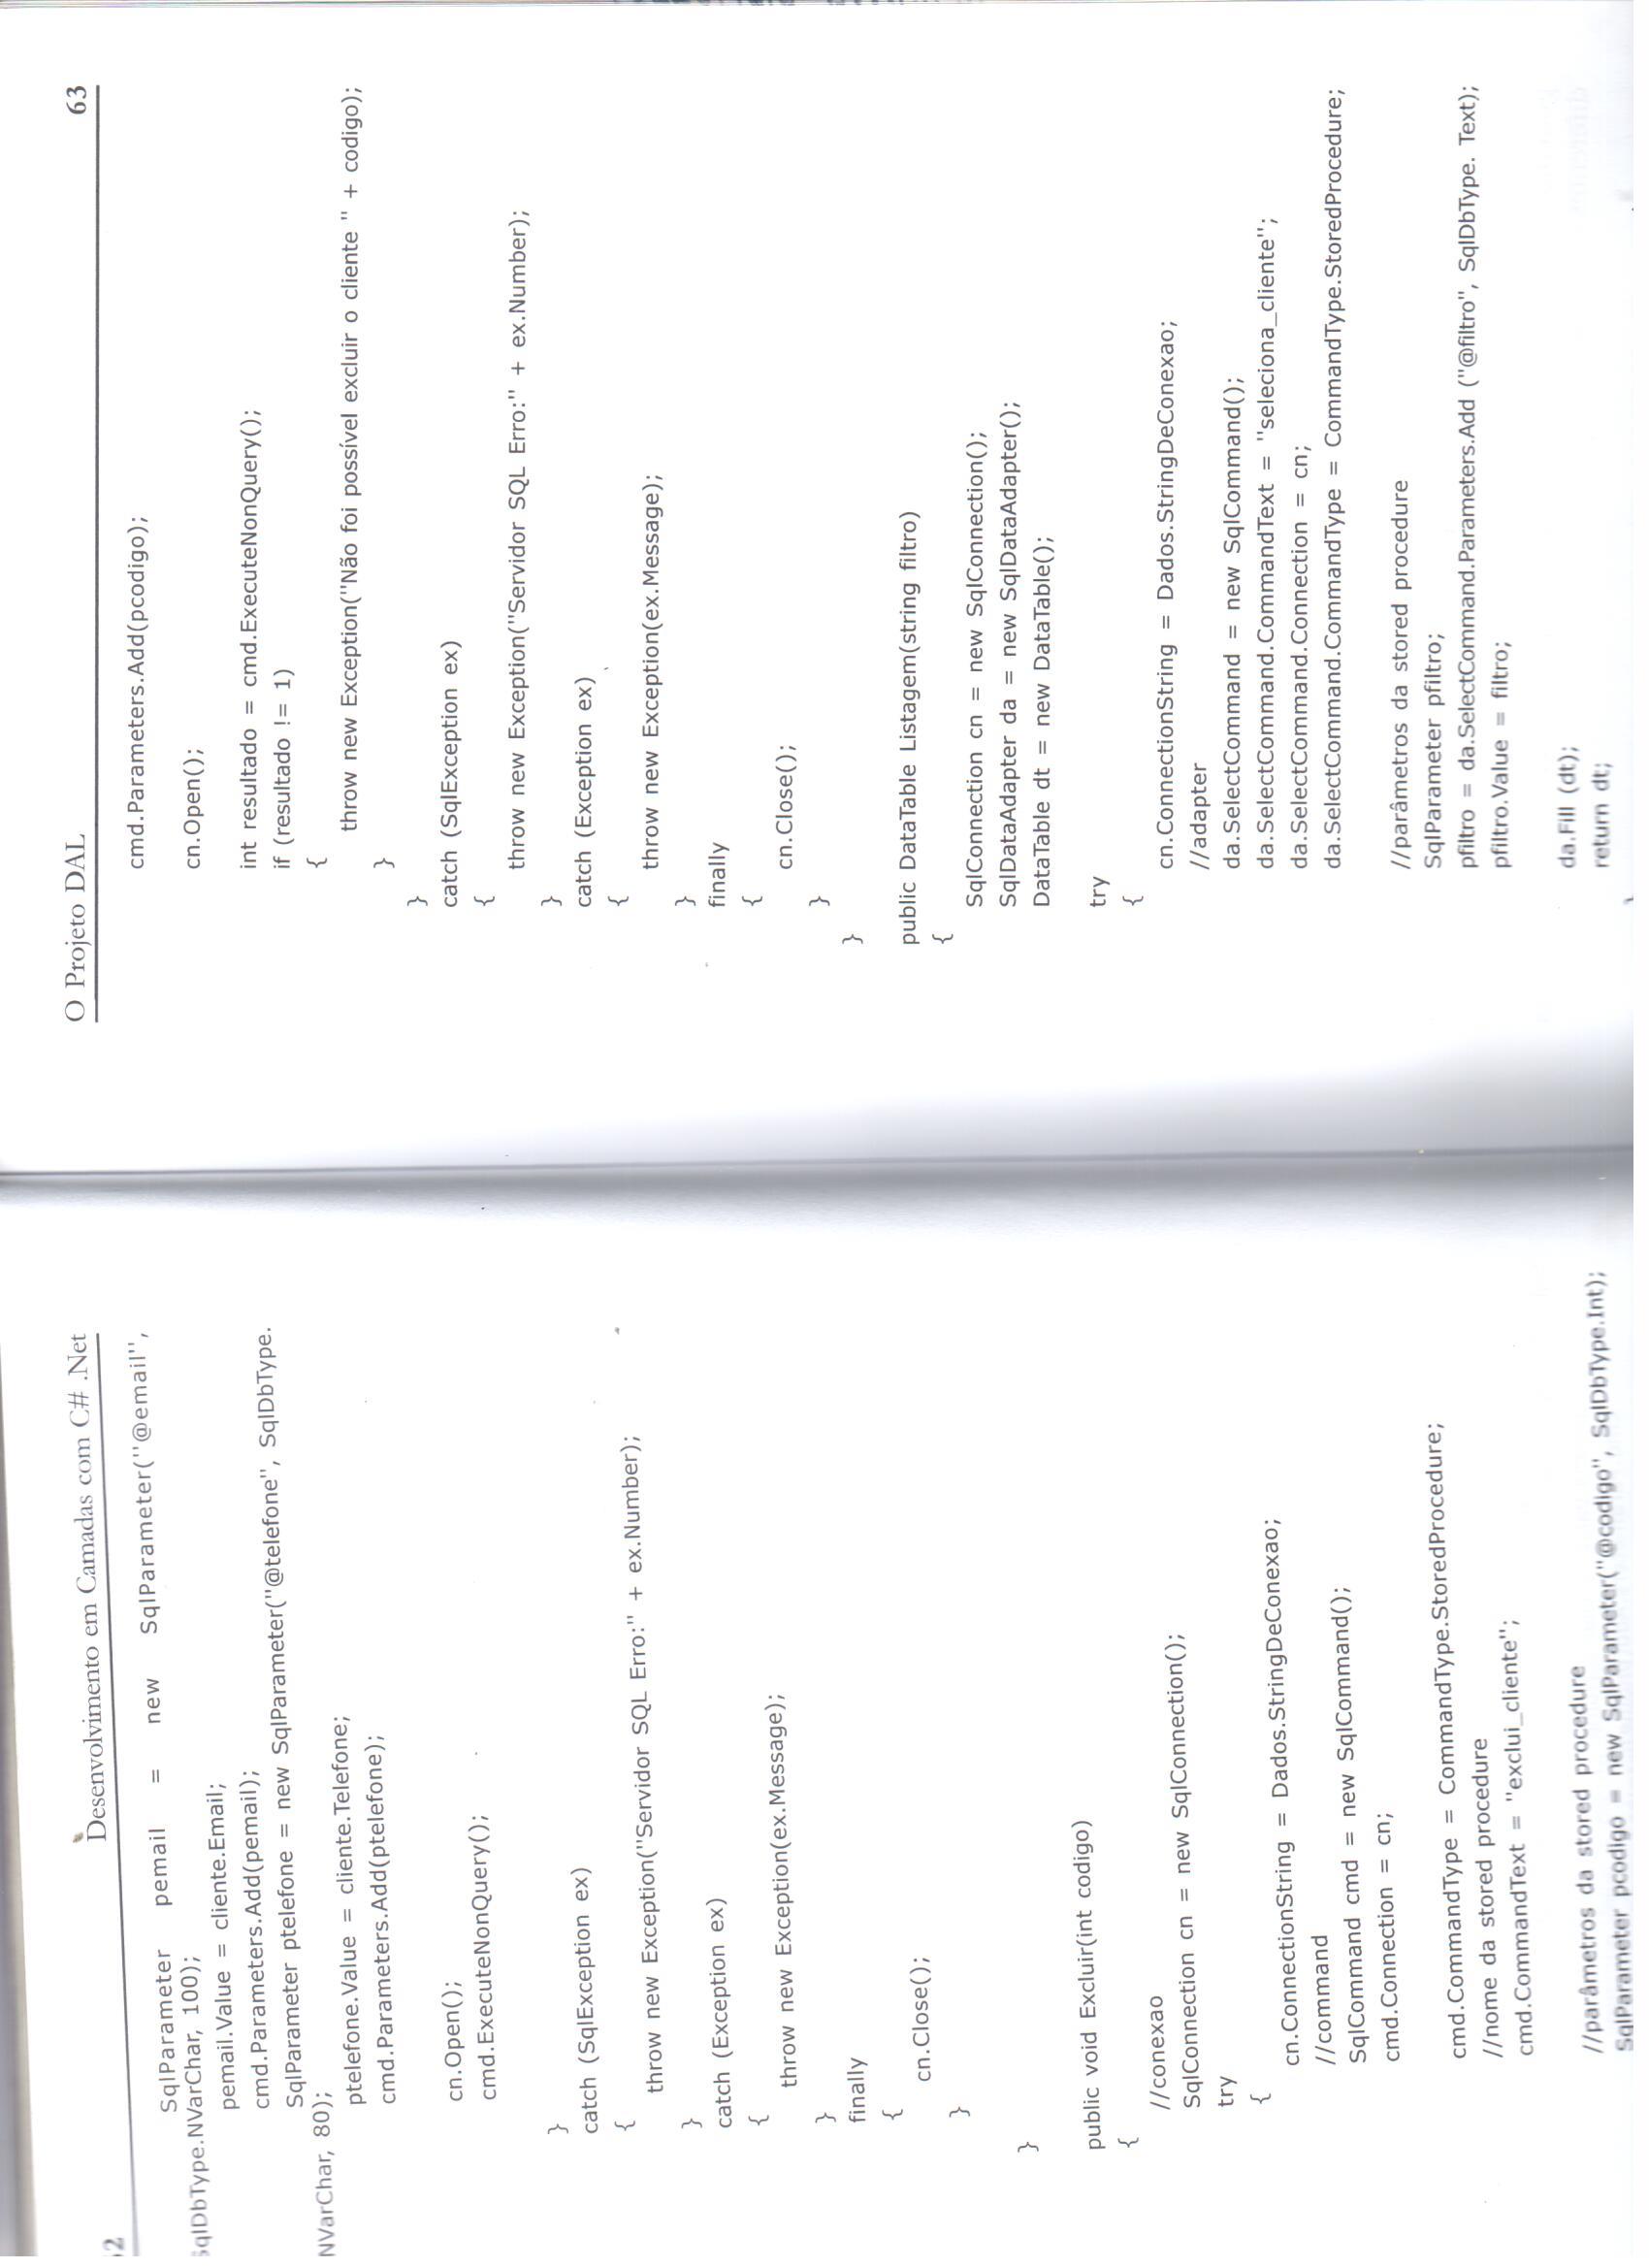 Desenvolvimento em Camadas com C# .Net
SqlParameter pemail = new SqlParameter("@email",
SqlDbType.NVarChar, 100);
pemail.Value = cliente.Email;
cmd.Parameters.Add(pemail);
SqlParameter ptelefone = new SqlParameter("@telefone", SqlDbType.
NVarChar, 80);
ptelefone.Value = cliente.Telefone;
cmd.Parameters.Add(ptelefone);
cn.Open();
cmd.ExecuteNonQuery();
}
catch (SqlException ex)
{
throw new Exception("Servidor SQL Erro:" + ex.Number);
}
catch (Exception ex)
{
throw new Exception(ex.Message);
}
finally
{
cn.Close();
}
}
public void Excluir(int codigo)
{
//conexao
SqlConnection cn = new SqlConnection();
try
{
cn.ConnectionString = Dados.StringDeConexao;
//command
SqlCommand cmd = new SqlCommand();
cmd.Connection = cn;
cmd.CommandType = CommandType.StoredProcedure;
//nome da stored procedure
cmd.CommandText = "exclui_cliente";
//parâmetros da stored procedure
SqlParameter pcodigo = new SqlParameter("@codigo", SqlDbType.Int);
O Projeto DAL 63
cmd.Parameters.Add(pcodigo);
cn.Open();
int resultado = cmd.ExecuteNonQuery();
if (resultado != 1)
{
throw new Exception("Não foi possível excluir o cliente " + codigo);
}
}
catch (SqlException ex)
{
throw new Exception("Servidor SQL Erro:" + ex.Number);
}
catch (Exception ex)
{
throw new Exception(ex.Message);
}
finally
{
cn.Close();
}
}
public DataTable Listagem(string filtro)
{
SqlConnection cn = new SqlConnection();
SqlDataAdapter da = new SqlDataAdapter();
DataTable dt = new DataTable();
try
{
cn.ConnectionString = Dados.StringDeConexao;
//adapter
da.SelectCommand = new SqlCommand();
da.SelectCommand.CommandText = "seleciona_cliente";
da.SelectCommand.Connection = cn;
da.SelectCommand.CommandType = CommandType.StoredProcedure;
//parâmetros da stored procedure
SqlParameter pfiltro;
pfiltro = da.SelectCommand.Parameters.Add ("@filtro", SqlDbType. Text);
pfiltro.Value = filtro;
da.Fill (dt);
return dt;